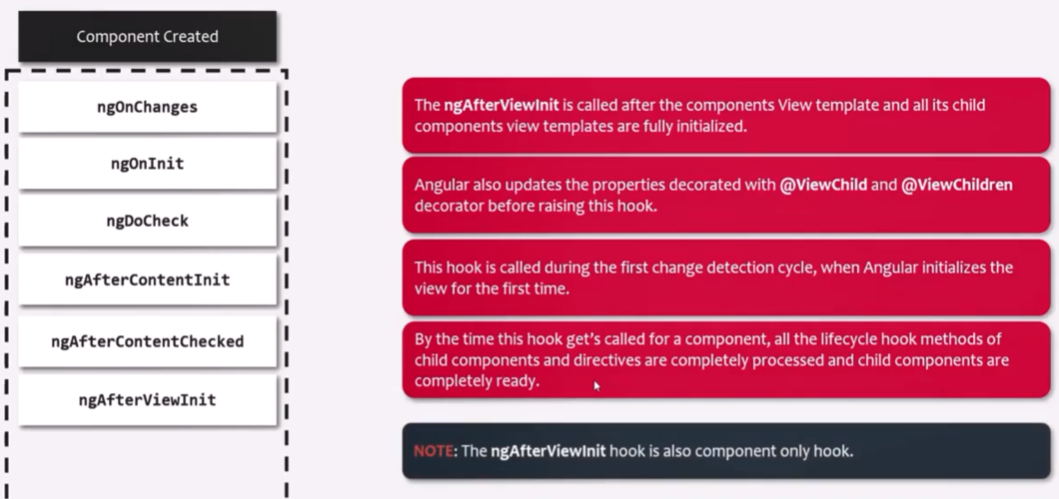 Component Created
ngOnChanges
ngOnInit
ngDoCheck
ngAfterContentInit
ngAfterContentChecked
ngAfterViewInit
The ngAfterViewInit is called after the components View template and all its child
components view templates are fully initialized.
Angular also updates the properties decorated with @ViewChild and @ViewChildren
decorator before raising this hook.
This hook is called during the first change detection cycle, when Angular initializes the
view for the first time.
By the time this hook get's called for a component, all the lifecycle hook methods of
child components and directives are completely processed and child components are
completely ready.
NOTE: The ngAfterViewInit hook is also component only hook.